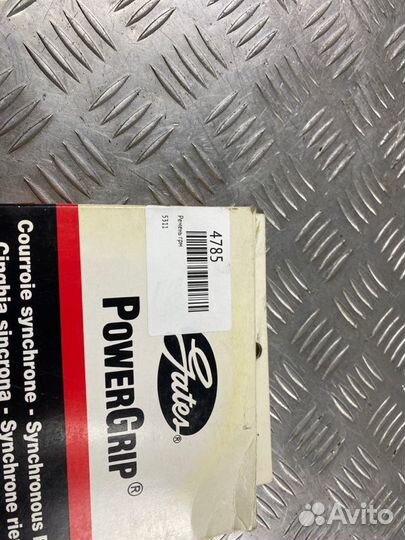 4785
Ремень грм
5311
Gates®
POWERGRIP®
Courroie synchrone - Synchronous
Cinghia sincrona - Synchrone rie
Avito